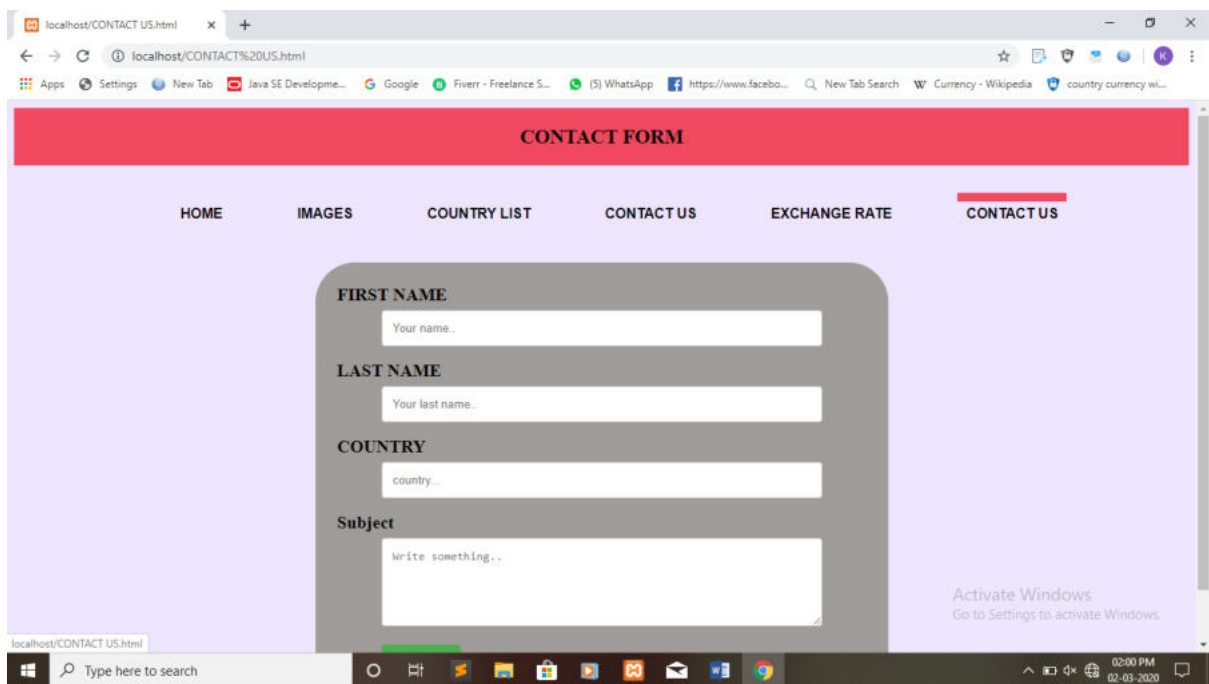 localhost/CONTACT US.html
localhost/CONTACT%20US.html
K
Apps Settings New Tab Java SE Developme... Google Fiverr - Freelance S... (5) WhatsApp https://www.facebo... New Tab Search W Currency - Wikipedia country currency wi...
CONTACT FORM
HOME IMAGES COUNTRY LIST CONTACT US EXCHANGE RATE CONTACT US
FIRST NAME
Your name..
LAST NAME
Your last name..
COUNTRY
country...
Subject
Write something..
Activate Windows
Go to Settings to activate Windows.
localhost/CONTACT US.html
Type here to search
02:00 PM
02-03-2020